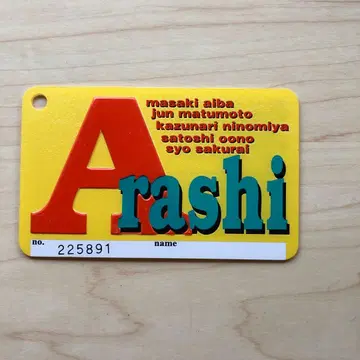 masaki aiba
jun matumoto
kazunari ninomiya
satoshi oono
syo sakurai
Arashi
no. 225891 name